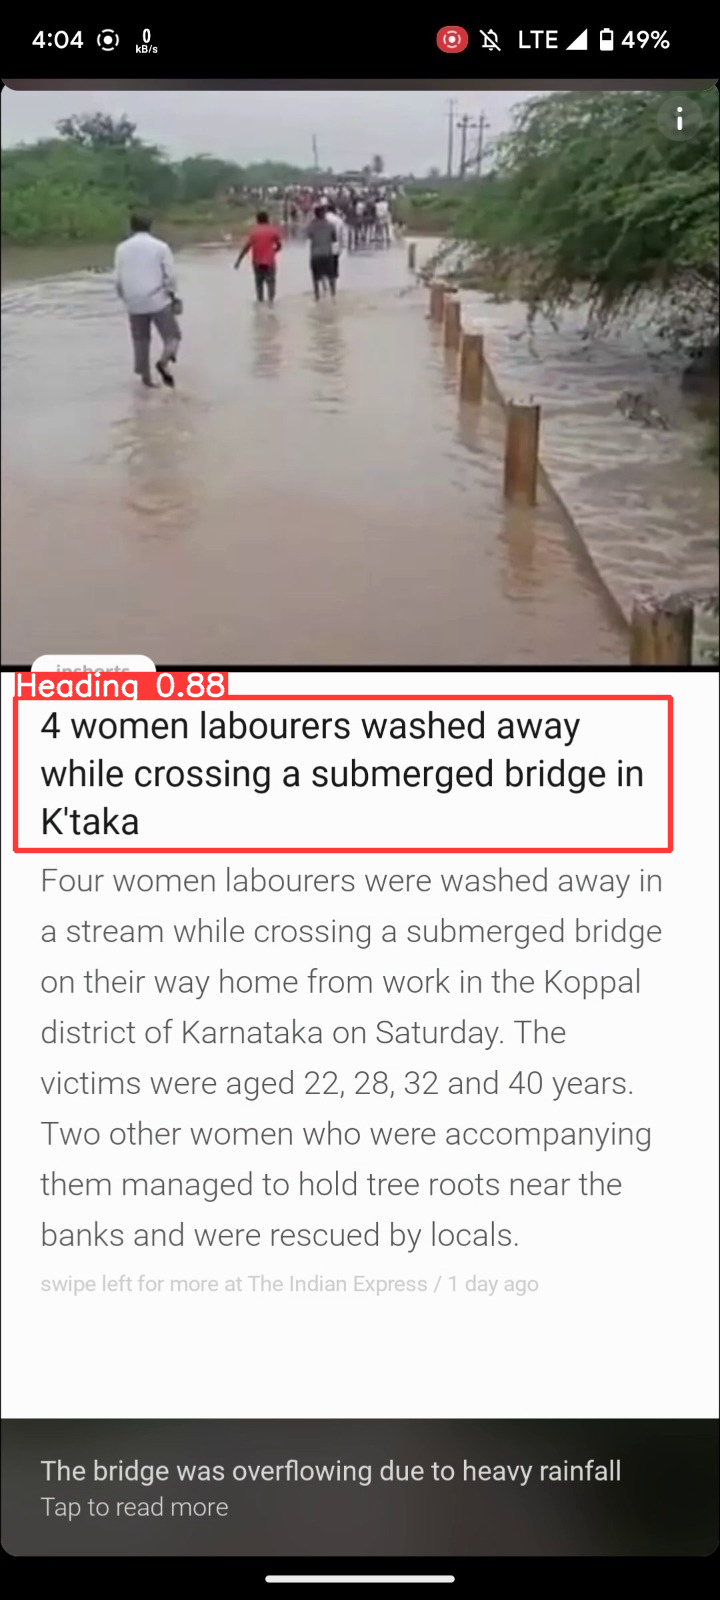 4:04
0
kB/s
LTE
49%
i
inshorts
Heading 0.88
4 women labourers washed away
while crossing a submerged bridge in
K'taka
Four women labourers were washed away in
a stream while crossing a submerged bridge
on their way home from work in the Koppal
district of Karnataka on Saturday. The
victims were aged 22, 28, 32 and 40 years.
Two other women who were accompanying
them managed to hold tree roots near the
banks and were rescued by locals.
swipe left for more at The Indian Express / 1 day ago
The bridge was overflowing due to heavy rainfall
Tap to read more